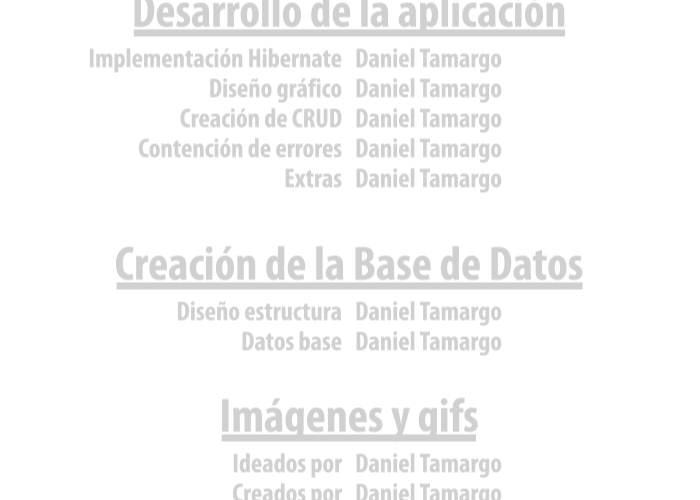 Desarrollo de la aplicación
Implementación Hibernate Daniel Tamargo
Diseño gráfico Daniel Tamargo
Creación de CRUD Daniel Tamargo
Contención de errores Daniel Tamargo
Extras Daniel Tamargo
Creación de la Base de Datos
Diseño estructura Daniel Tamargo
Datos base Daniel Tamargo
Imágenes y gifs
Ideados por Daniel Tamargo
Creados por Daniel Tamargo